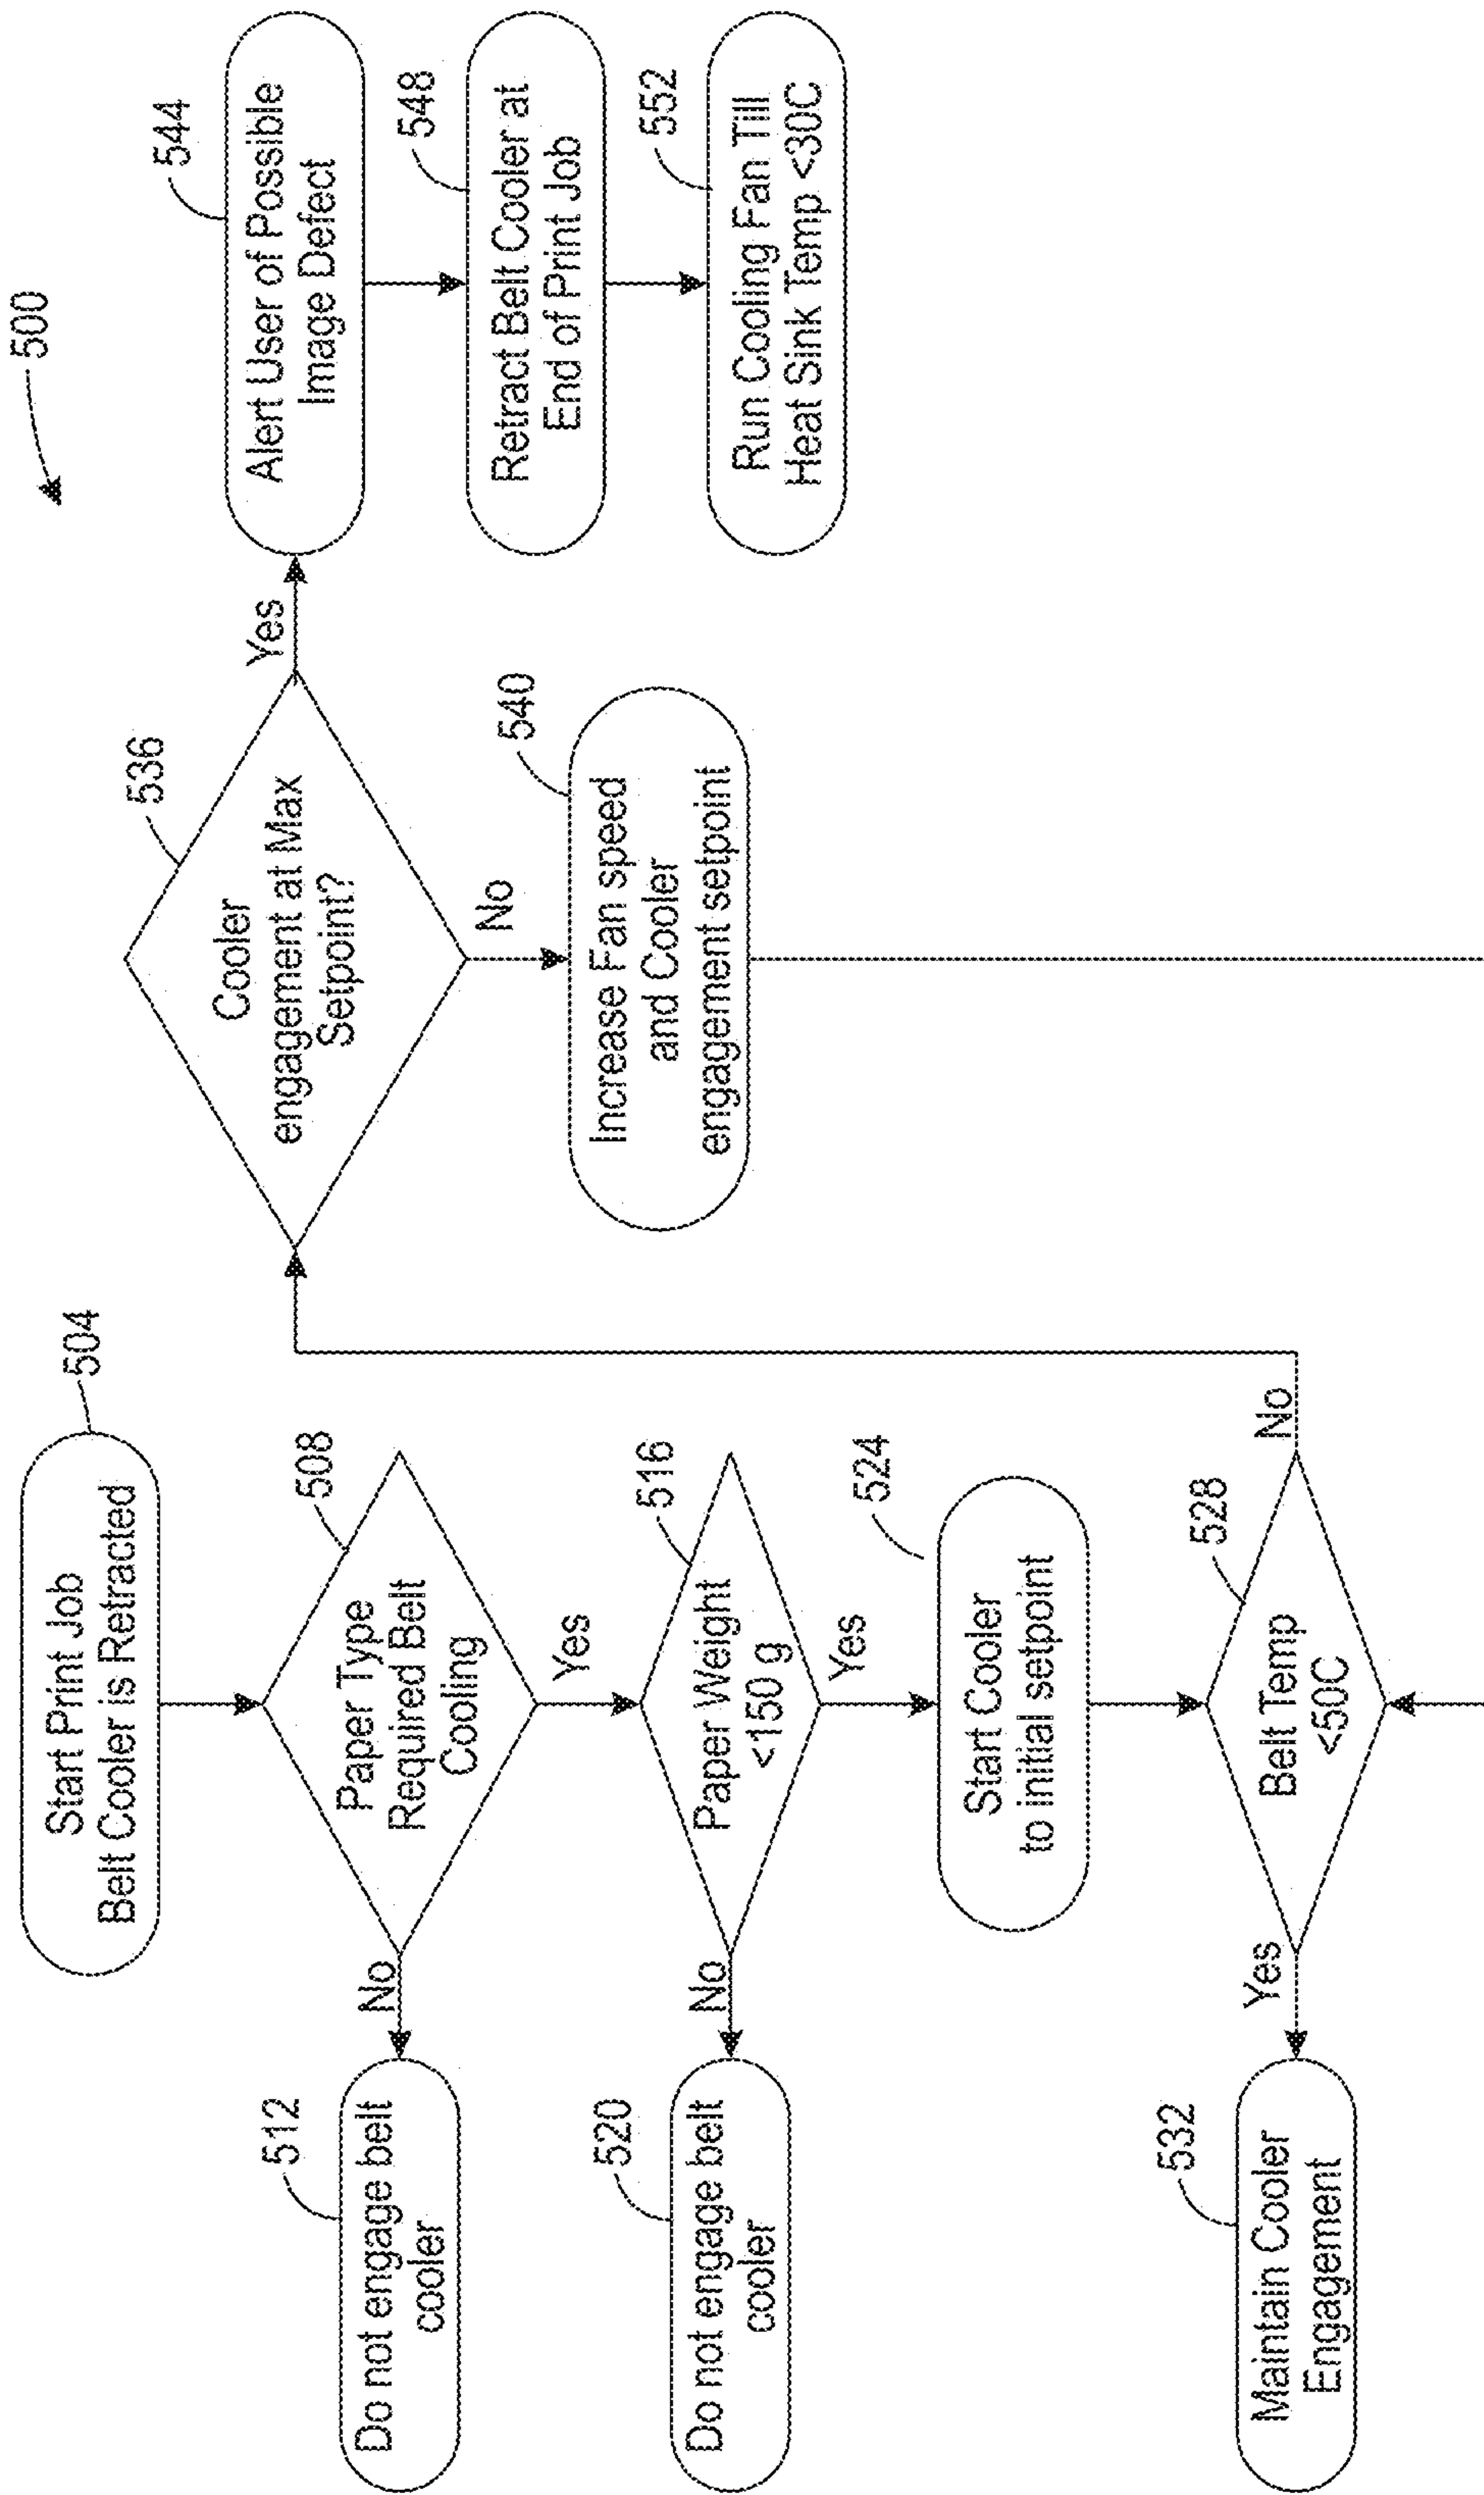 500
504
Start Print Job
Belt Cooler is Retracted
508
Paper Type
Required Belt
Cooling
No
512
Do not engage belt
cooler
Yes
516
Paper Weight
<150 g
No
520
Do not engage belt
cooler
Yes
524
Start Cooler
to initial setpoint
528
Belt Temp
<50C
Yes
532
Maintain Cooler
Engagement
No
536
Cooler
engagement at Max
Setpoint?
No
540
Increase Fan speed
and Cooler
engagement setpoint
Yes
544
Alert User of Possible
Image Defect
548
Retract Belt Cooler at
End of Print Job
552
Run Cooling Fan Till
Heat Sink Temp <30C